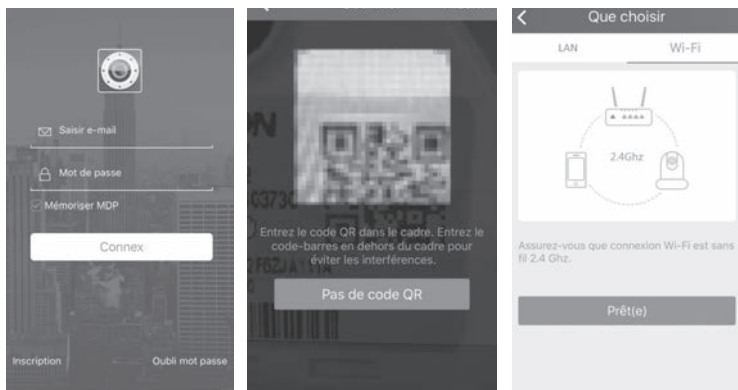 Saisir e-mail
Mot de passe
Mémoriser MDP
Connex
Inscription
Oubli mot passe
Entrez le code QR dans le cadre. Entrez le
code-barres en dehors du cadre pour
éviter les interférences.
Pas de code QR
Que choisir
LAN
Wi-Fi
2.4Ghz
Assurez-vous que connexion Wi-Fi est sans
fil 2.4 Ghz.
Prêt(e)